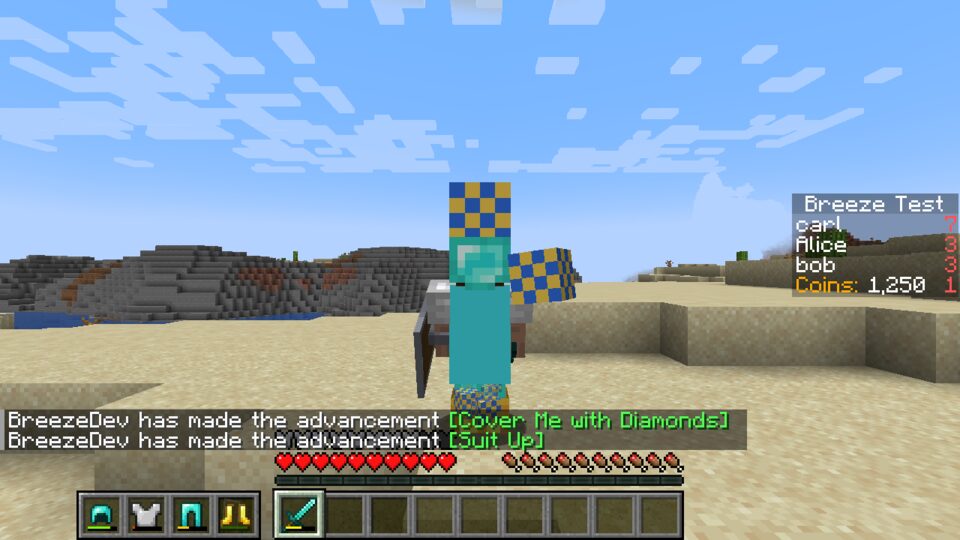 Breeze Test
carl 7
Alice 3
bob 3
Coins: 1,250 1
BreezeDev has made the advancement [Cover Me with Diamonds]
BreezeDev has made the advancement [Suit Up]